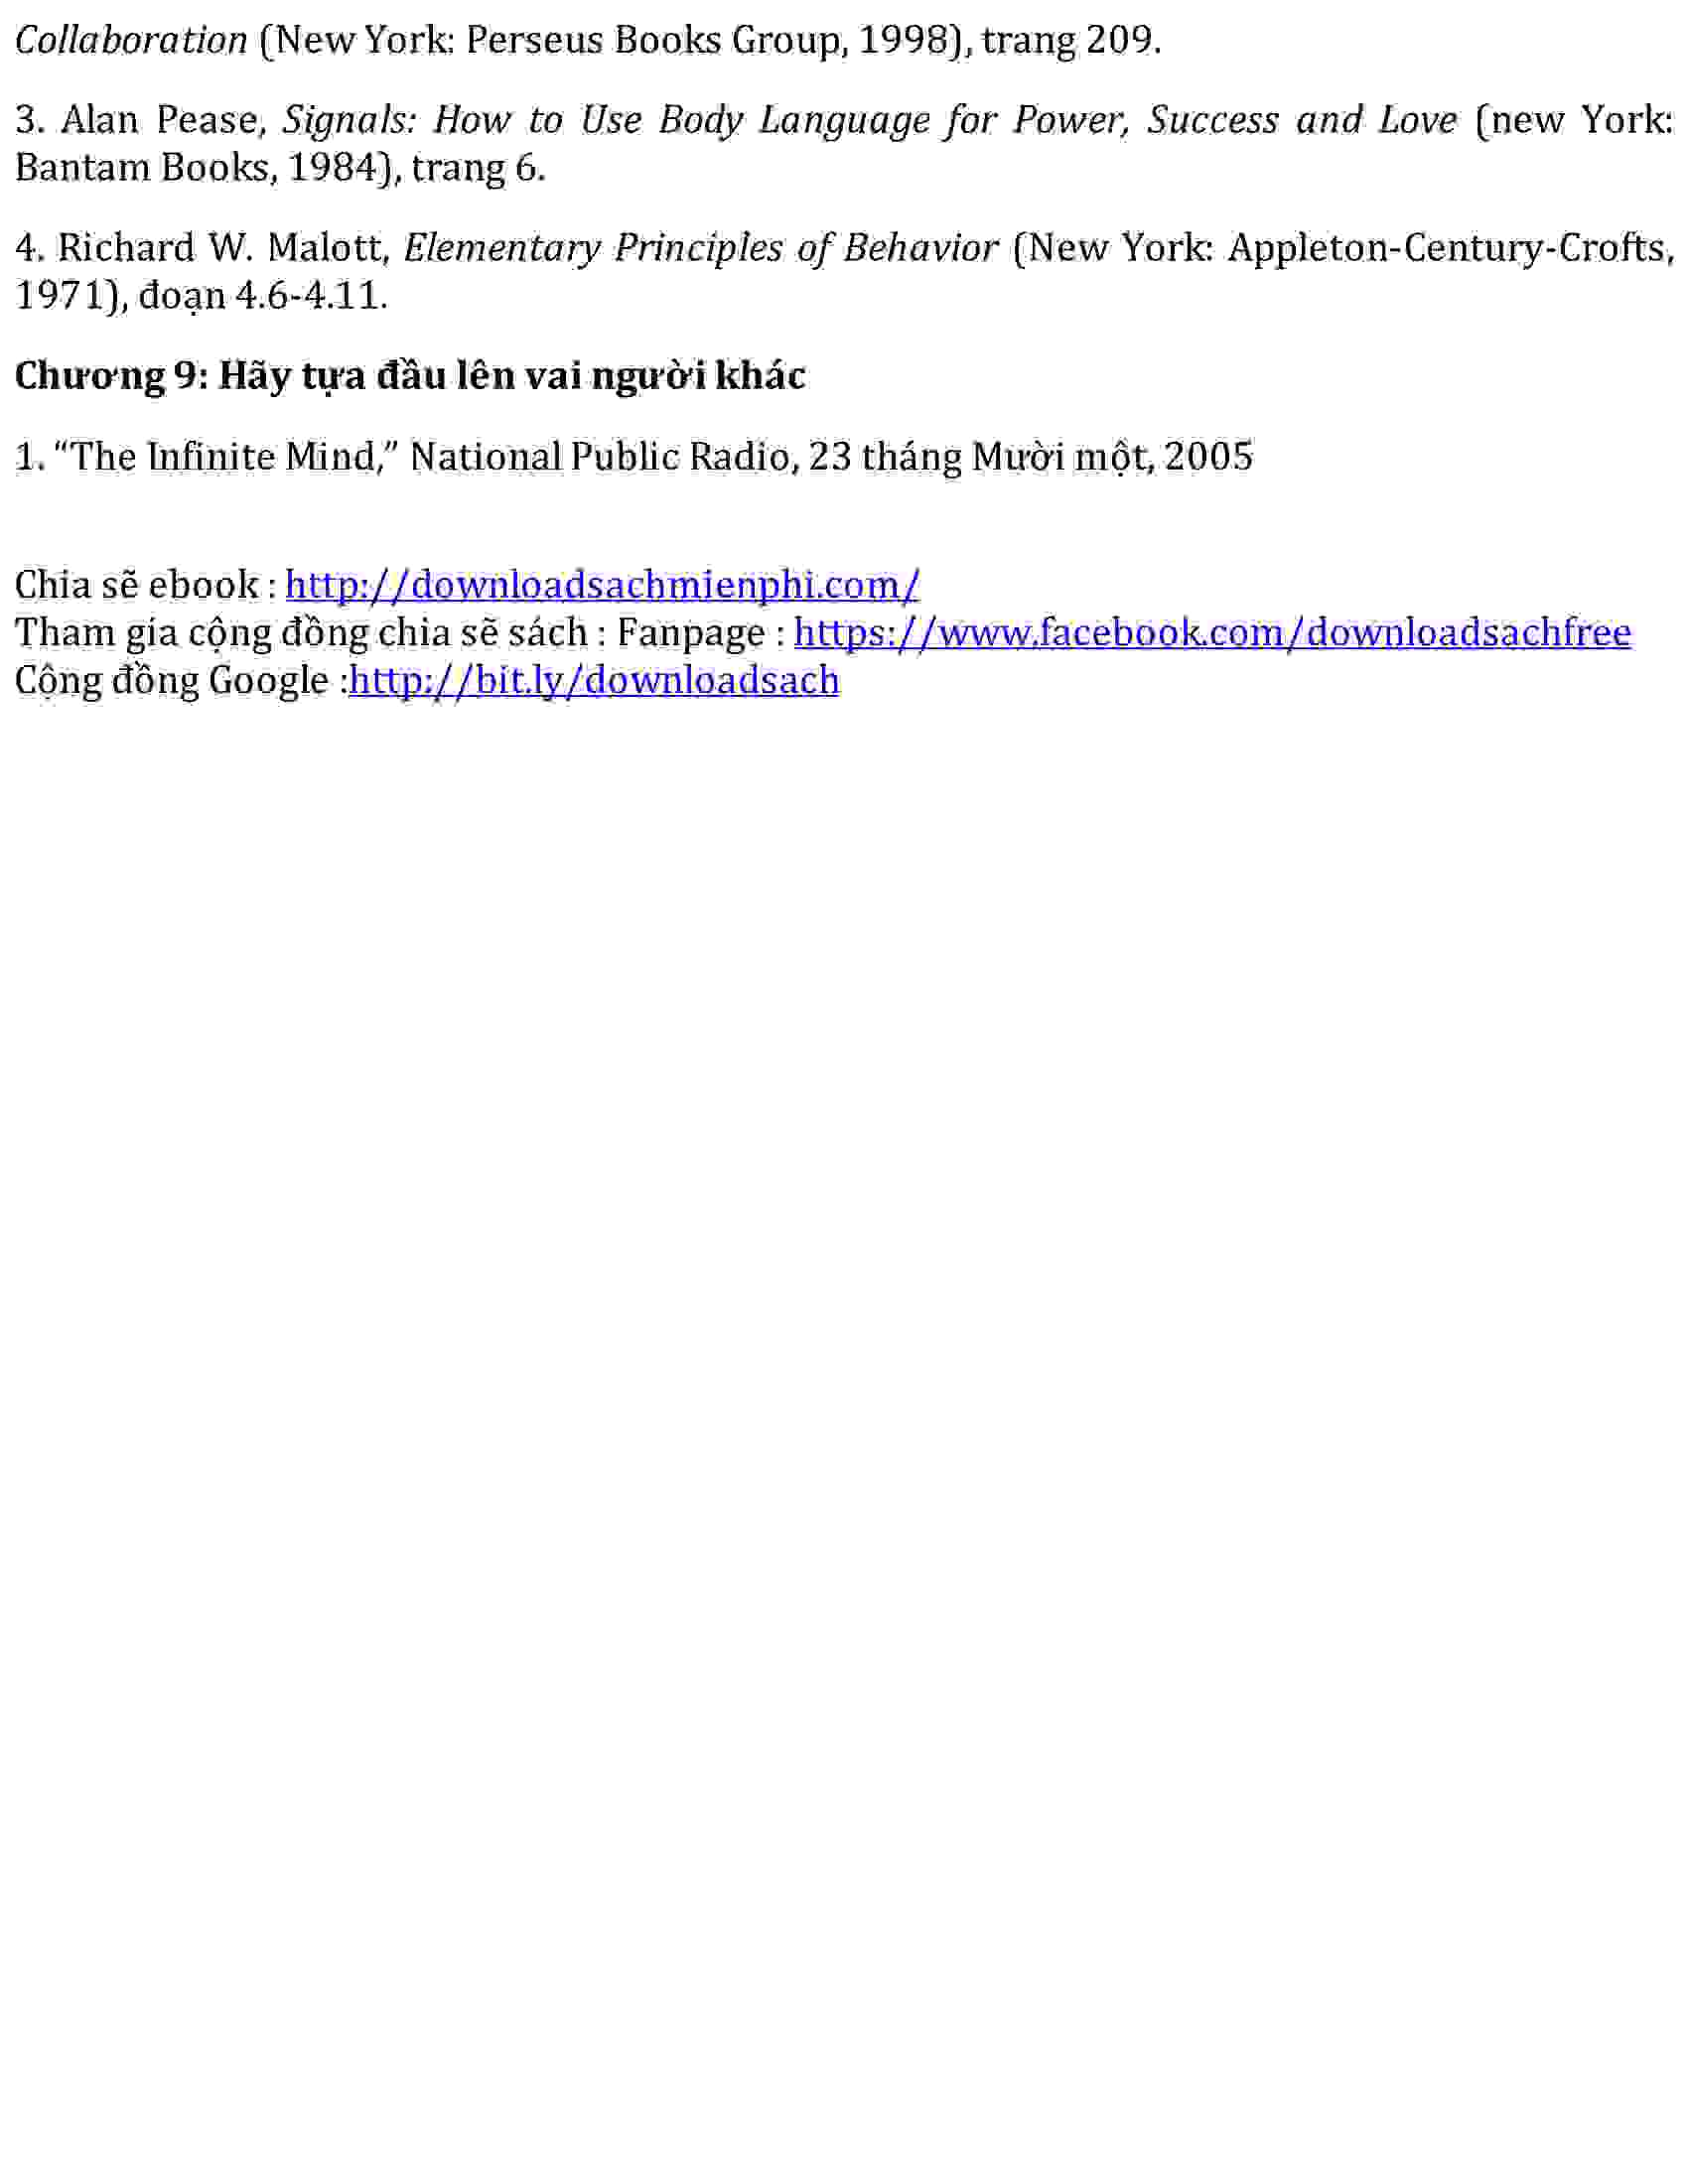 Collaboration (New York: Perseus Books Group, 1998), trang 209.
3. Alan Pease, Signals: How to Use Body Language for Power, Success and Love (new York:
Bantam Books, 1984), trang 6.
4. Richard W. Malott, Elementary Principles of Behavior (New York: Appleton-Century-Crofts,
1971), đoạn 4.6-4.11.
Chương 9: Hãy tựa đầu lên vai người khác
1. “The Infinite Mind,” National Public Radio, 23 tháng Mười một, 2005
Chia sẽ ebook : http://downloadsachmienphi.com/
Tham gia cộng đồng chia sẽ sách : Fanpage : https://www.facebook.com/downloadsachfree
Cộng đồng Google :http://bit.ly/downloadsach